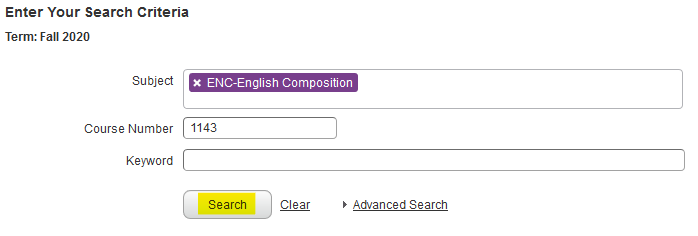 Enter Your Search Criteria
Term: Fall 2020
Subject × ENC-English Composition
Course Number 1143
Keyword
Search Clear Advanced Search